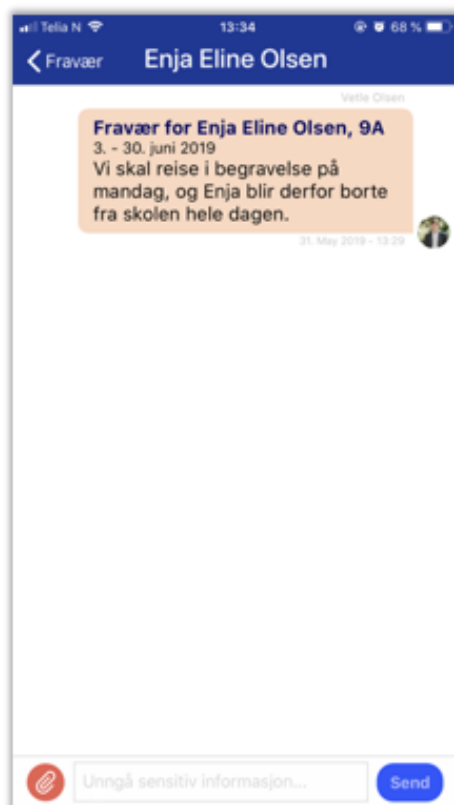 Telia N 13:34 68 %
Fravær Enja Eline Olsen
Vetle Olsen
Fravær for Enja Eline Olsen, 9A
3. - 30. juni 2019
Vi skal reise i begravelse på
mandag, og Enja blir derfor borte
fra skolen hele dagen.
31. May 2019 - 13:29
Unngå sensitiv informasjon...
Send